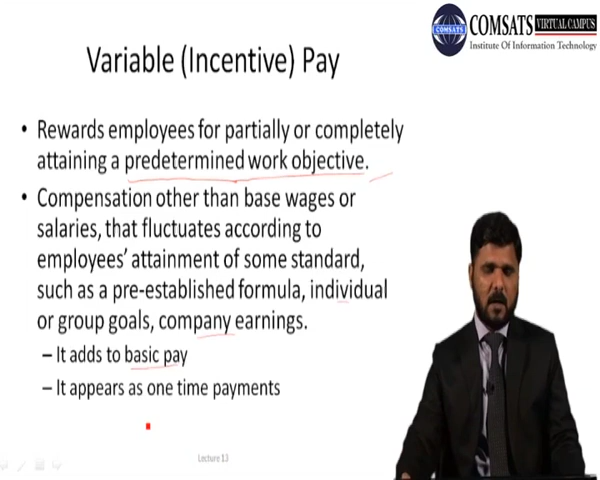 COMSATS VIRTUAL CAMPUS
Institute Of Information Technology
COMSATS
Variable (Incentive) Pay
• Rewards employees for partially or completely
attaining a predetermined work objective.
• Compensation other than base wages or
salaries, that fluctuates according to
employees' attainment of some standard,
such as a pre-established formula, individual
or group goals, company earnings.
– It adds to basic pay
– It appears as one time payments
Lecture 13